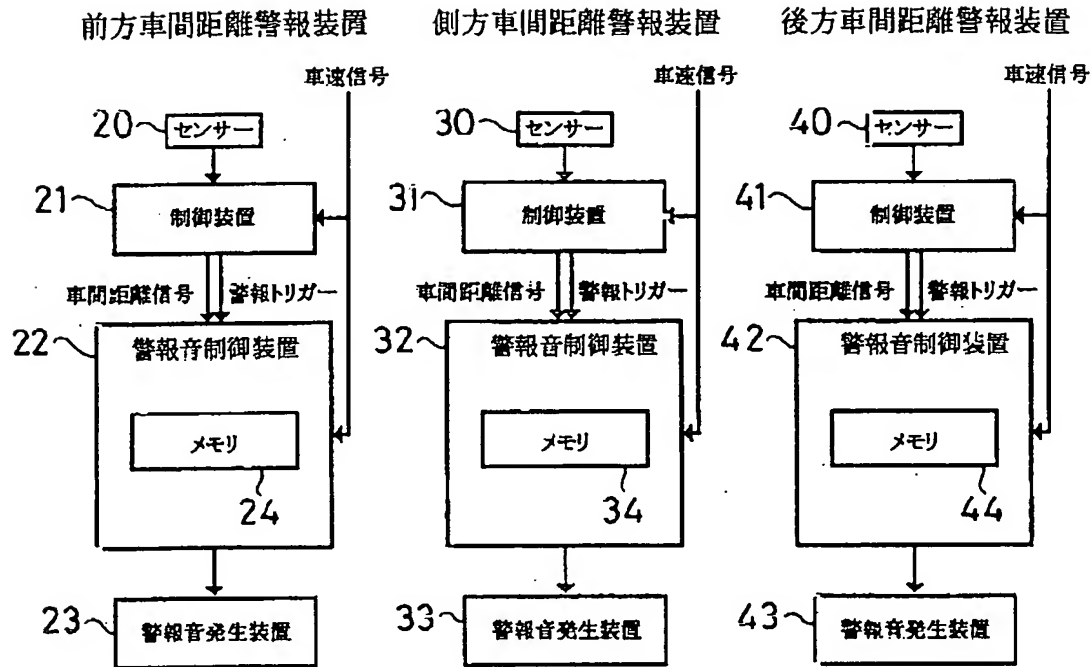 前方車間距離警報装置
側方車間距離警報装置
後方車間距離警報装置
車速信号
車速信号
車速信号
20
センサー
30
センサー
40
センサー
21
制御装置
31
制御装置
41
制御装置
車間距離信号
警報トリガー
車間距離信号
警報トリガー
車間距離信号
警報トリガー
22
警報音制御装置
32
警報音制御装置
42
警報音制御装置
メモリ
メモリ
メモリ
24
34
44
23
警報音発生装置
33
警報音発生装置
43
警報音発生装置